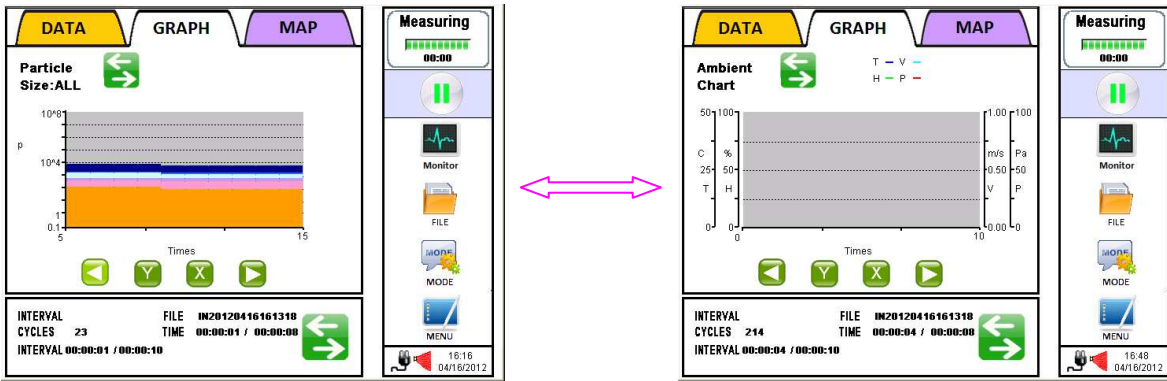 DATA GRAPH MAP
Particle
Size:ALL
10^8
p
10^4
1
0.1
5 15
Times
Y X
INTERVAL FILE IN20120416161318
CYCLES 23 TIME 00:00:01 / 00:00:08
INTERVAL 00:00:01 / 00:00:10
Measuring
00:00
Monitor
FILE
MODE
MODE
MENU
16:16
04/16/2012
DATA GRAPH MAP
Ambient
Chart
T V
H P
50 100 1.00 100
C % m/s Pa
25 50 0.50 50
T H V P
0 0 0.00 0
0 10
Times
Y X
INTERVAL FILE IN20120416161318
CYCLES 214 TIME 00:00:04 / 00:00:08
INTERVAL 00:00:04 / 00:00:10
Measuring
00:00
Monitor
FILE
MODE
MODE
MENU
16:48
04/16/2012